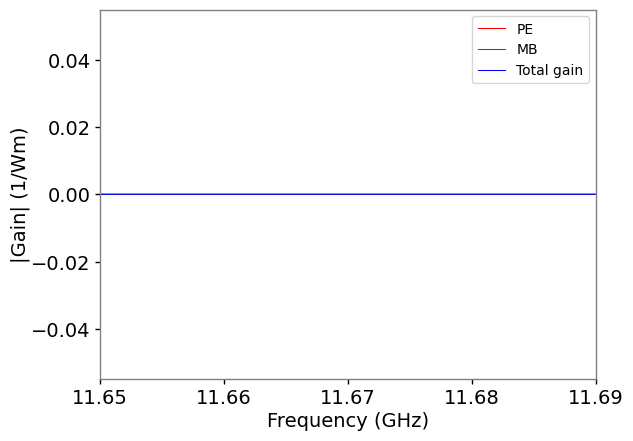 PE
MB
Total gain
0.04
0.02
0.00
−0.02
−0.04
|Gain| (1/Wm)
11.65 11.66 11.67 11.68 11.69
Frequency (GHz)